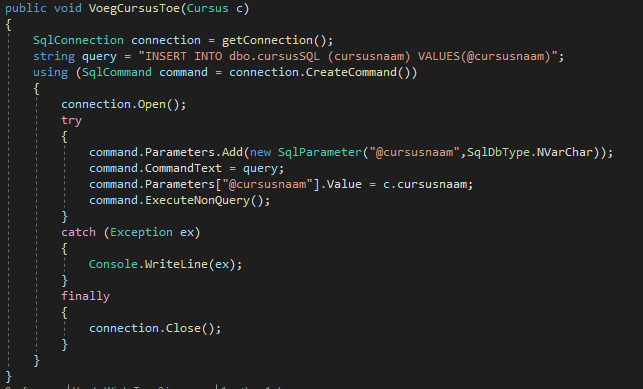 public void VoegCursusToe(Cursus c)
{
SqlConnection connection = getConnection();
string query = "INSERT INTO dbo.cursusSQL (cursusnaam) VALUES(@cursusnaam)";
using (SqlCommand command = connection.CreateCommand())
{
connection.Open();
try
{
command.Parameters.Add(new SqlParameter("@cursusnaam",SqlDbType.NVarChar));
command.CommandText = query;
command.Parameters["@cursusnaam"].Value = c.cursusnaam;
command.ExecuteNonQuery();
}
catch (Exception ex)
{
Console.WriteLine(ex);
}
finally
{
connection.Close();
}
}
}